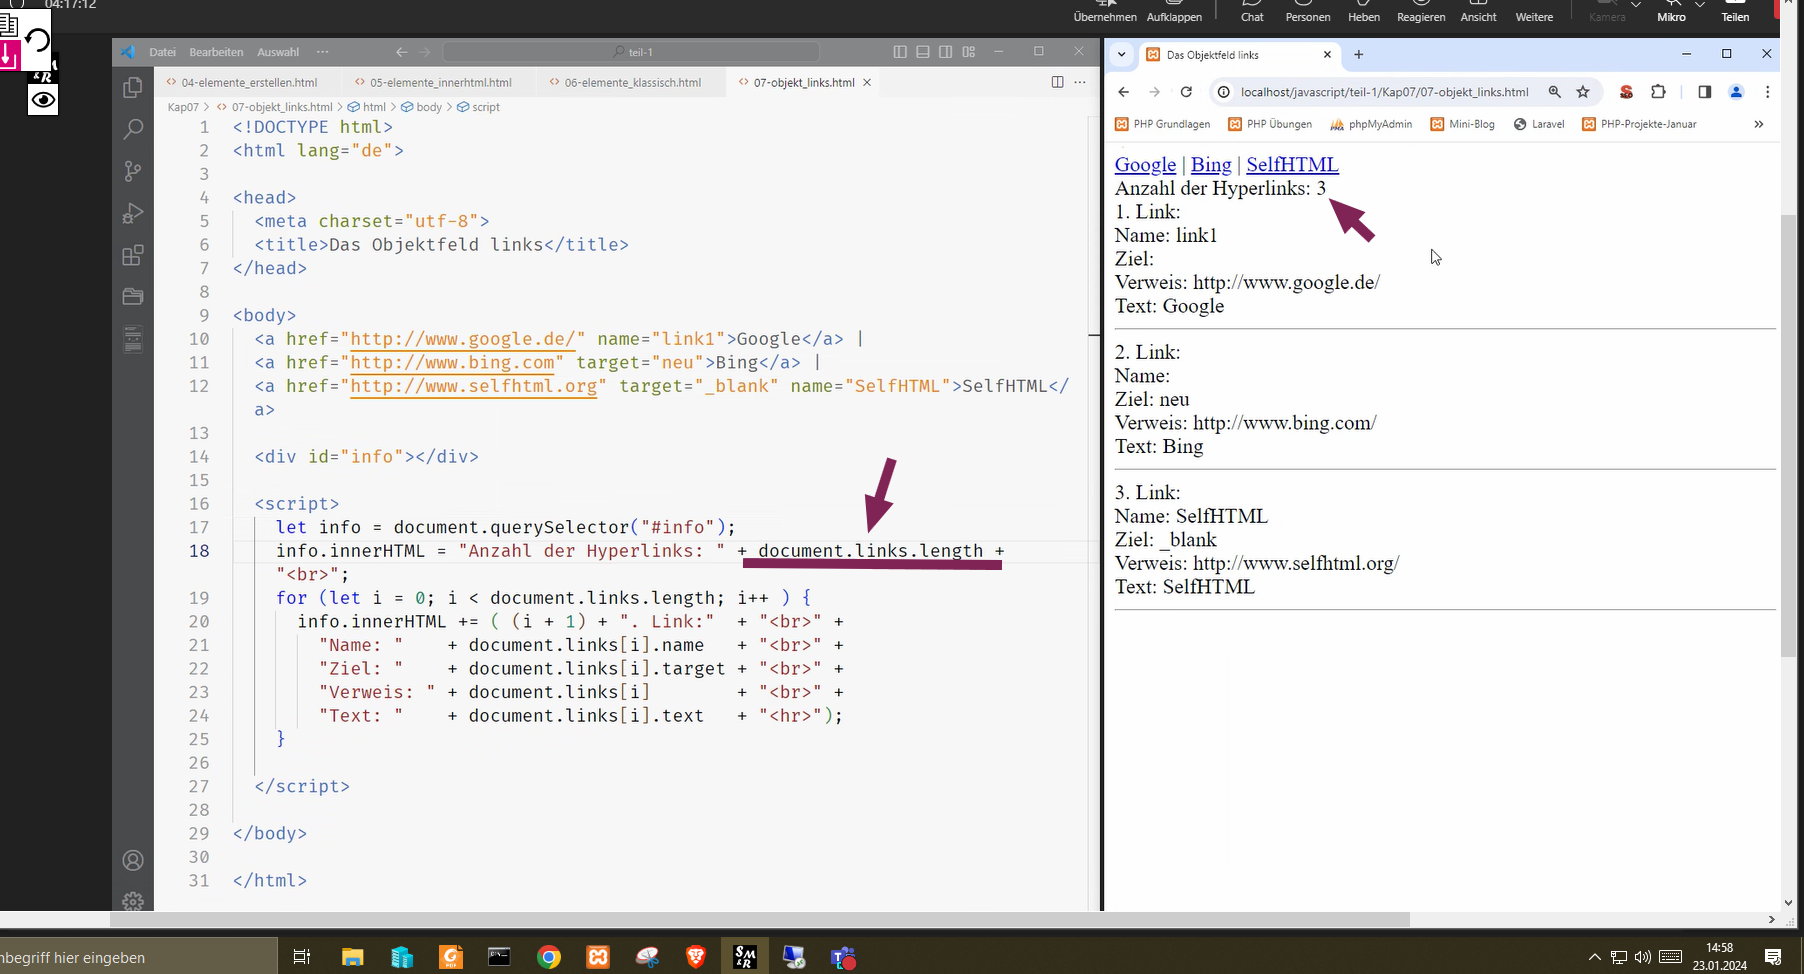 04:17:12
Übernehmen Aufklappen Chat Personen Heben Reagieren Ansicht Weitere Kamera Mikro Teilen
Datei Bearbeiten Auswahl ··· teil-1
04-elemente_erstellen.html 05-elemente_innerhtml.html 06-elemente_klassisch.html 07-objekt_links.html
Kap07 > 07-objekt_links.html > html > body > script
1 <!DOCTYPE html>
2 <html lang="de">
3
4 <head>
5 <meta charset="utf-8">
6 <title>Das Objektfeld links</title>
7 </head>
8
9 <body>
10 <a href="http://www.google.de/" name="link1">Google</a> |
11 <a href="http://www.bing.com" target="neu">Bing</a> |
12 <a href="http://www.selfhtml.org" target="_blank" name="SelfHTML">SelfHTML</
a>
13
14 <div id="info"></div>
15
16 <script>
17 let info = document.querySelector("#info");
18 info.innerHTML = "Anzahl der Hyperlinks: " + document.links.length +
"<br>";
19 for (let i = 0; i < document.links.length; i++ ) {
20 info.innerHTML += ( (i + 1) + ". Link:" + "<br>" +
21 "Name: " + document.links[i].name + "<br>" +
22 "Ziel: " + document.links[i].target + "<br>" +
23 "Verweis: " + document.links[i] + "<br>" +
24 "Text: " + document.links[i].text + "<hr>");
25 }
26
27 </script>
28
29 </body>
30
31 </html>
Das Objektfeld links
localhost/javascript/teil-1/Kap07/07-objekt_links.html
PHP Grundlagen PHP Übungen phpMyAdmin Mini-Blog Laravel PHP-Projekte-Januar »
Google | Bing | SelfHTML
Anzahl der Hyperlinks: 3
1. Link:
Name: link1
Ziel:
Verweis: http://www.google.de/
Text: Google
2. Link:
Name:
Ziel: neu
Verweis: http://www.bing.com/
Text: Bing
3. Link:
Name: SelfHTML
Ziel: _blank
Verweis: http://www.selfhtml.org/
Text: SelfHTML
nbegriff hier eingeben
14:58
23.01.2024